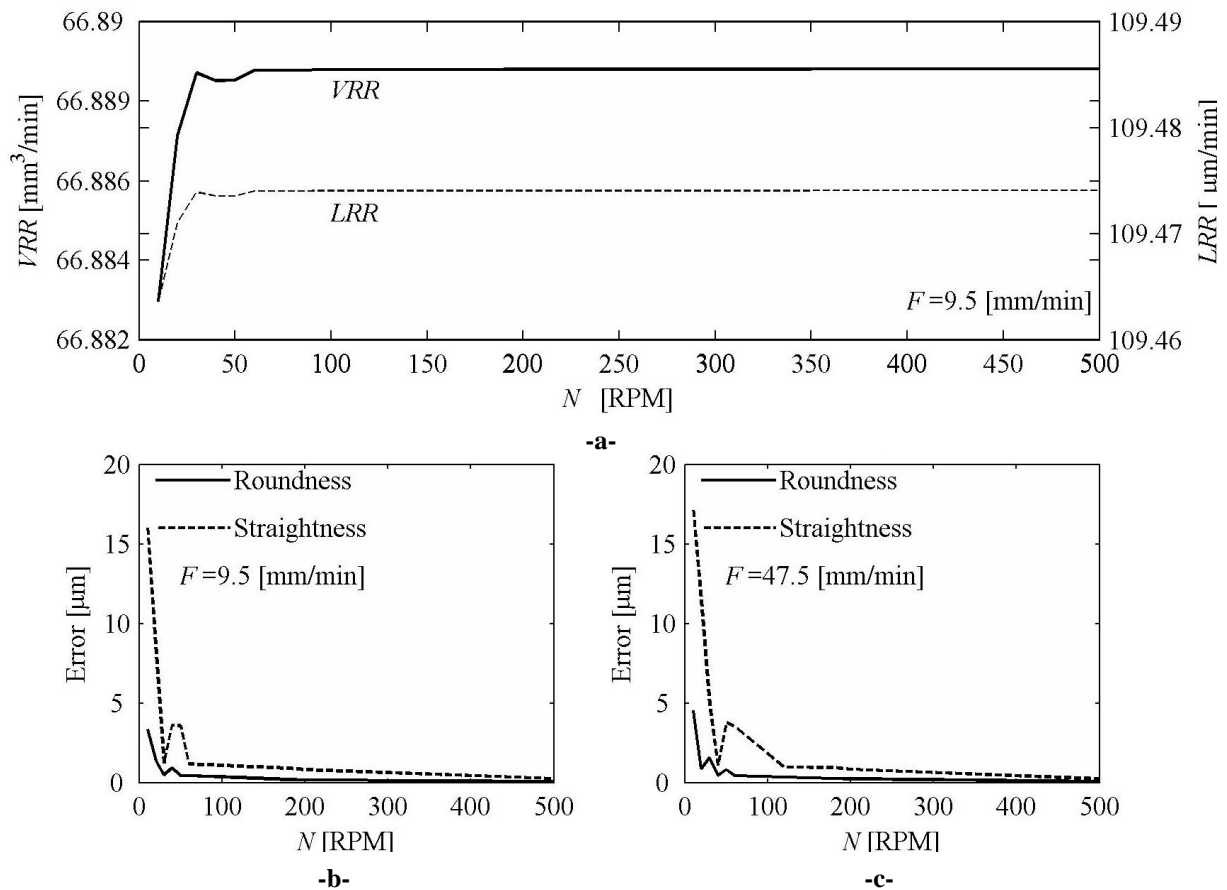 66.89
66.889
66.886
66.884
66.882
VRR [mm³/min]
109.49
109.48
109.47
109.46
LRR [ µm/min]
VRR
LRR
F =9.5 [mm/min]
0 50 100 150 200 250 300 350 400 450 500
N [RPM]
-a-
20
15
10
5
0
Error [µm]
Roundness
Straightness
F =9.5 [mm/min]
0 100 200 300 400 500
N [RPM]
-b-
20
15
10
5
0
Error [µm]
Roundness
Straightness
F =47.5 [mm/min]
0 100 200 300 400 500
N [RPM]
-c-